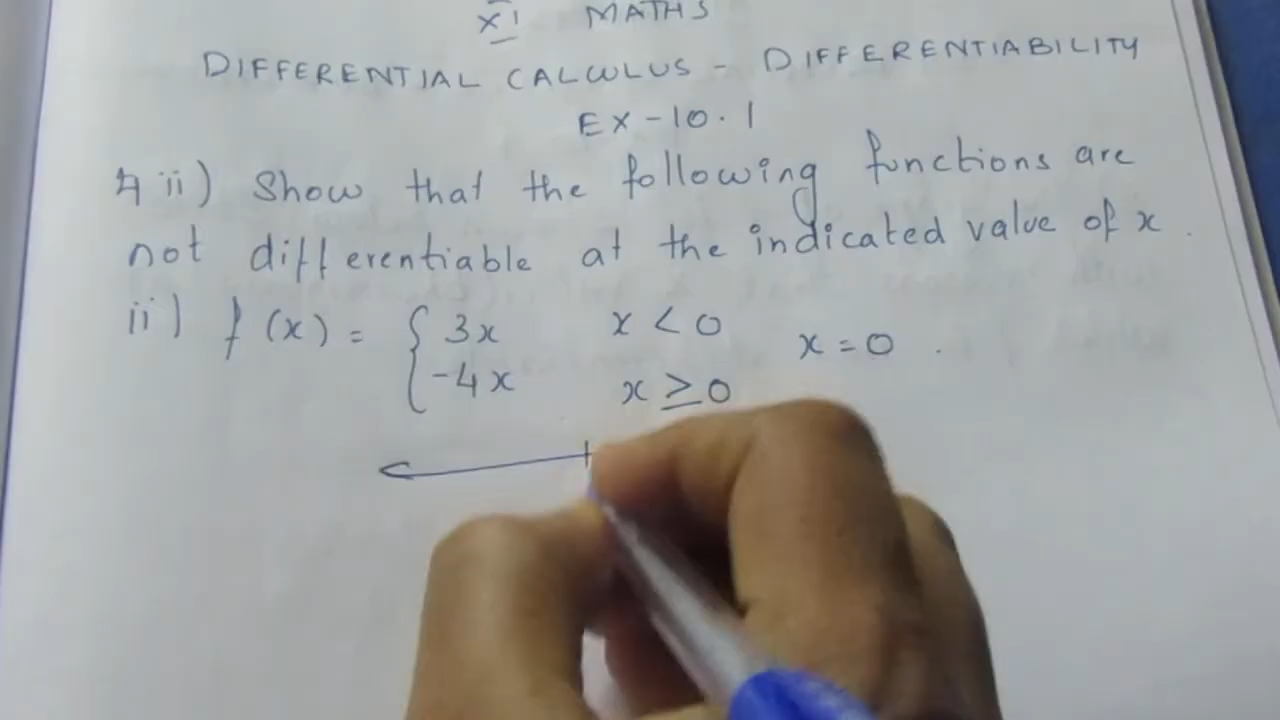 XI MATHS
DIFFERENTIAL CALCULUS - DIFFERENTIABILITY
EX-10.1
4 ii) Show that the following functions are
not differentiable at the indicated value of x.
ii) f(x) = { 3x x < 0 x = 0 .
-4x x ≥ 0